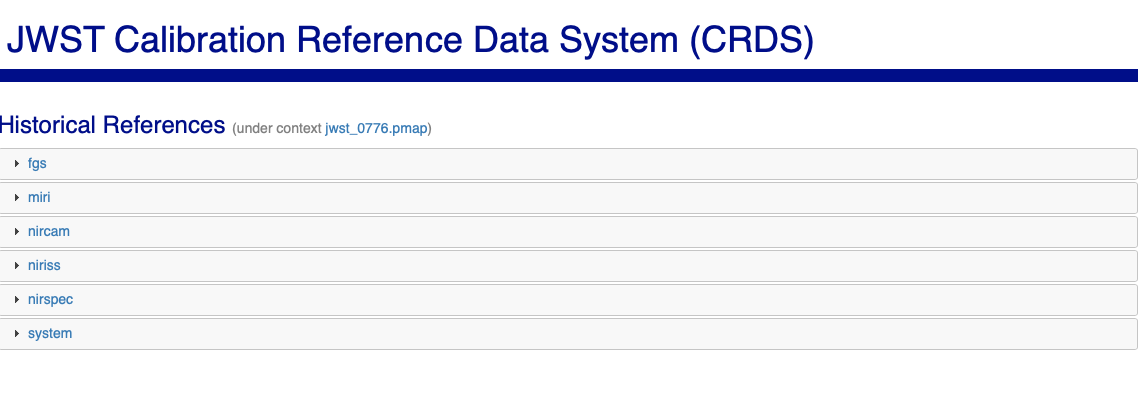 JWST Calibration Reference Data System (CRDS)
Historical References (under context jwst_0776.pmap)
fgs
miri
nircam
niriss
nirspec
system